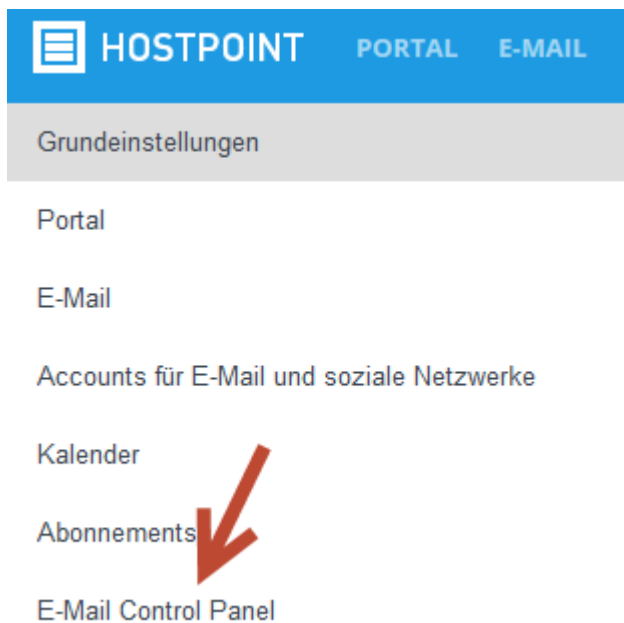 HOSTPOINT PORTAL E-MAIL
Grundeinstellungen
Portal
E-Mail
Accounts für E-Mail und soziale Netzwerke
Kalender
Abonnements
E-Mail Control Panel